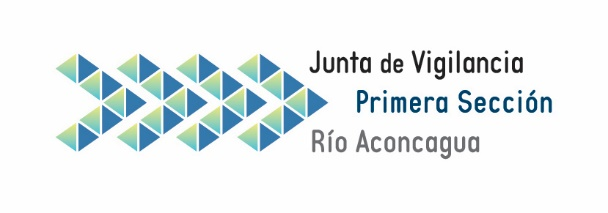 Junta de Vigilancia
Primera Sección
Río Aconcagua